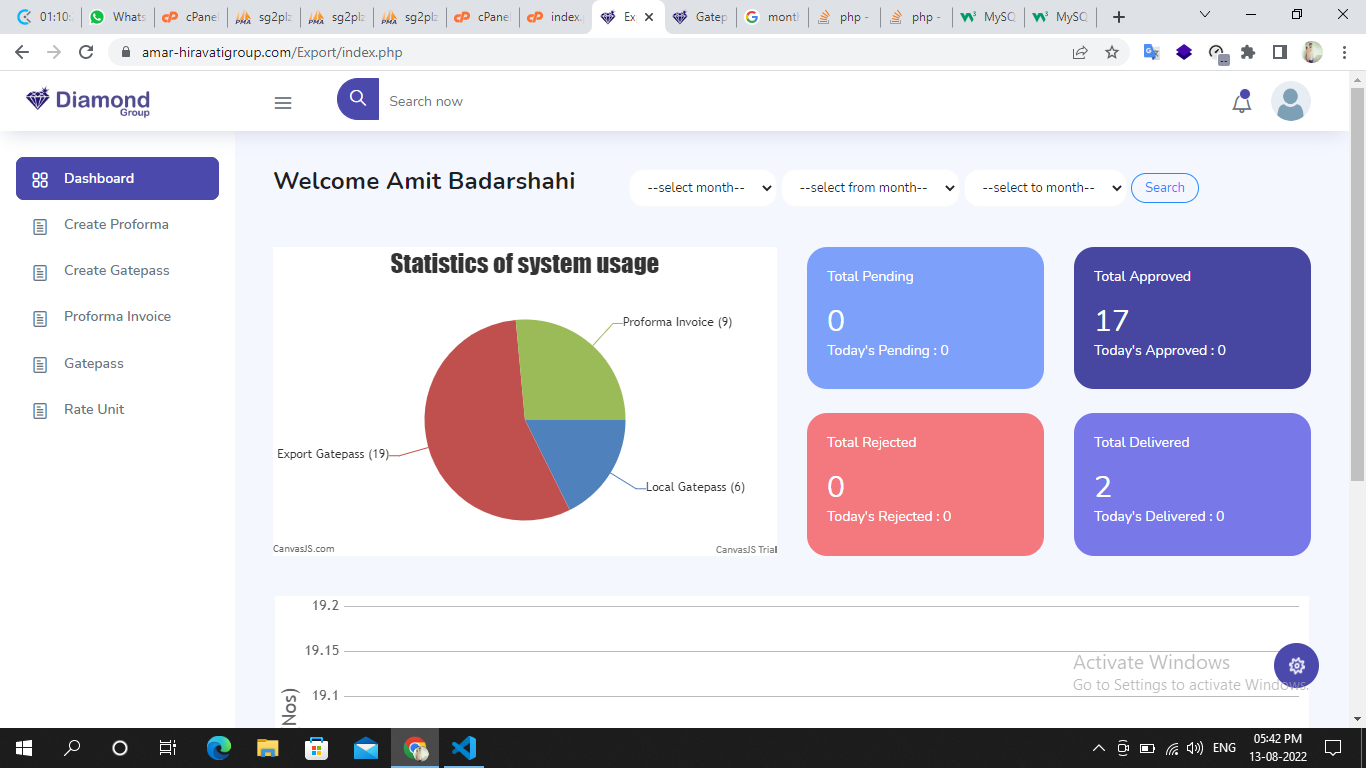 01:10:
Whats
cPanel
sg2plz
sg2plz
sg2plz
cPanel
index.
Ex
Gatep
month
php -
php -
MySQ
MySQ
amar-hiravatigroup.com/Export/index.php
Diamond
Group
Search now
Dashboard
Create Proforma
Create Gatepass
Proforma Invoice
Gatepass
Rate Unit
Welcome Amit Badarshahi
--select month--
--select from month--
--select to month--
Search
Statistics of system usage
Proforma Invoice (9)
Export Gatepass (19)
Local Gatepass (6)
CanvasJS.com
CanvasJS Trial
Total Pending
0
Today's Pending : 0
Total Approved
17
Today's Approved : 0
Total Rejected
0
Today's Rejected : 0
Total Delivered
2
Today's Delivered : 0
19.2
19.15
19.1
Nos)
Activate Windows
Go to Settings to activate Windows.
ENG
05:42 PM
13-08-2022